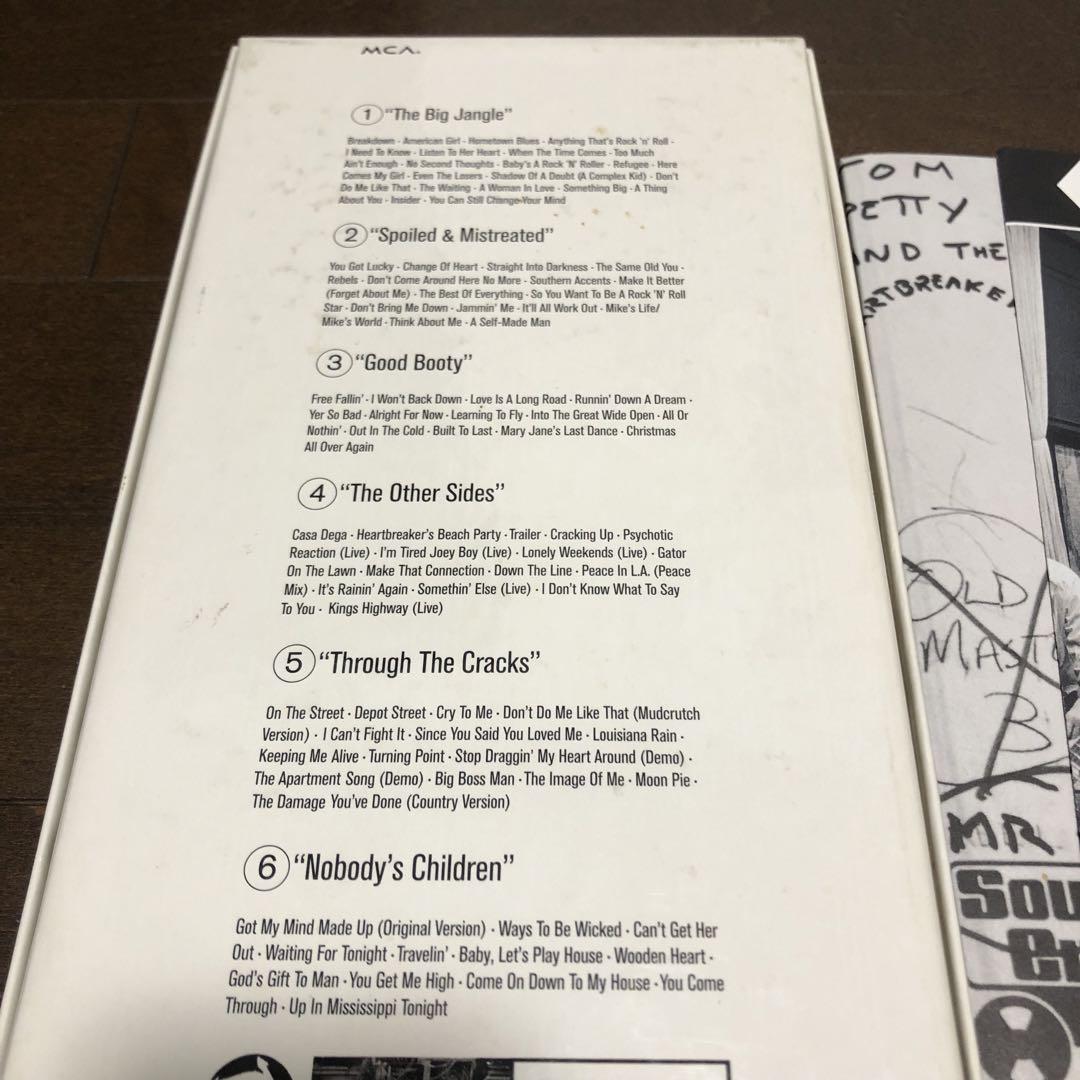 MCA.
1 "The Big Jangle"
Breakdown · American Girl · Hometown Blues · Anything That's Rock 'n' Roll ·
I Need To Know · Listen To Her Heart · When The Time Comes · Too Much
Ain't Enough · No Second Thoughts · Baby's A Rock 'N' Roller · Refugee · Here
Comes My Girl · Even The Losers · Shadow Of A Doubt (A Complex Kid) · Don't
Do Me Like That · The Waiting · A Woman In Love · Something Big · A Thing
About You · Insider · You Can Still Change Your Mind
2 "Spoiled & Mistreated"
You Got Lucky · Change Of Heart · Straight Into Darkness · The Same Old You ·
Rebels · Don't Come Around Here No More · Southern Accents · Make It Better
(Forget About Me) · The Best Of Everything · So You Want To Be A Rock 'N' Roll
Star · Don't Bring Me Down · Jammin' Me · It'll All Work Out · Mike's Life/
Mike's World · Think About Me · A Self-Made Man
3 "Good Booty"
Free Fallin' · I Won't Back Down · Love Is A Long Road · Runnin' Down A Dream ·
Yer So Bad · Alright For Now · Learning To Fly · Into The Great Wide Open · All Or
Nothin' · Out In The Cold · Built To Last · Mary Jane's Last Dance · Christmas
All Over Again
4 "The Other Sides"
Casa Dega · Heartbreaker's Beach Party · Trailer · Cracking Up · Psychotic
Reaction (Live) · I'm Tired Joey Boy (Live) · Lonely Weekends (Live) · Gator
On The Lawn · Make That Connection · Down The Line · Peace In L.A. (Peace
Mix) · It's Rainin' Again · Somethin' Else (Live) · I Don't Know What To Say
To You · Kings Highway (Live)
5 "Through The Cracks"
On The Street · Depot Street · Cry To Me · Don't Do Me Like That (Mudcrutch
Version) · I Can't Fight It · Since You Said You Loved Me · Louisiana Rain ·
Keeping Me Alive · Turning Point · Stop Draggin' My Heart Around (Demo) ·
The Apartment Song (Demo) · Big Boss Man · The Image Of Me · Moon Pie ·
The Damage You've Done (Country Version)
6 "Nobody's Children"
Got My Mind Made Up (Original Version) · Ways To Be Wicked · Can't Get Her
Out · Waiting For Tonight · Travelin' · Baby, Let's Play House · Wooden Heart ·
God's Gift To Man · You Get Me High · Come On Down To My House · You Come
Through · Up In Mississippi Tonight
TOM
PETTY
AND THE
ARTBREAKE
OLD
MAST
B
MR
Sou